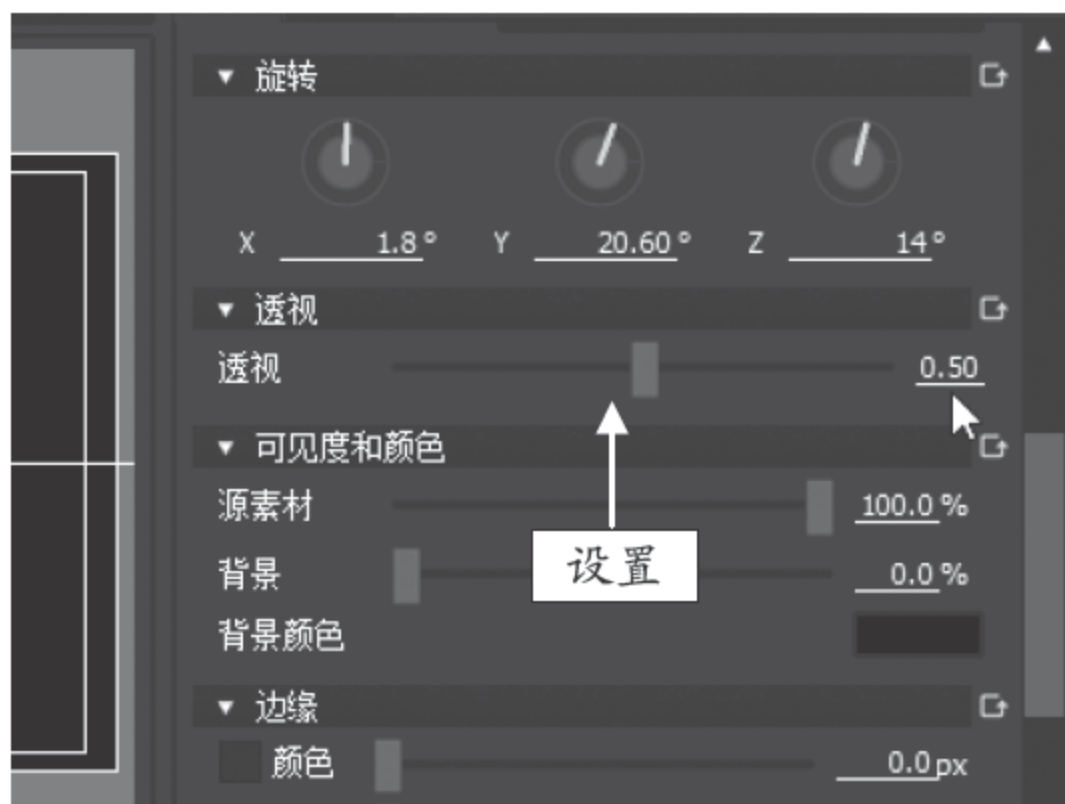 旋转
X 1.8° Y 20.60° Z 14°
透视
透视 0.50
可见度和颜色
源素材 100.0%
设置
背景 0.0%
背景颜色
边缘
颜色 0.0px